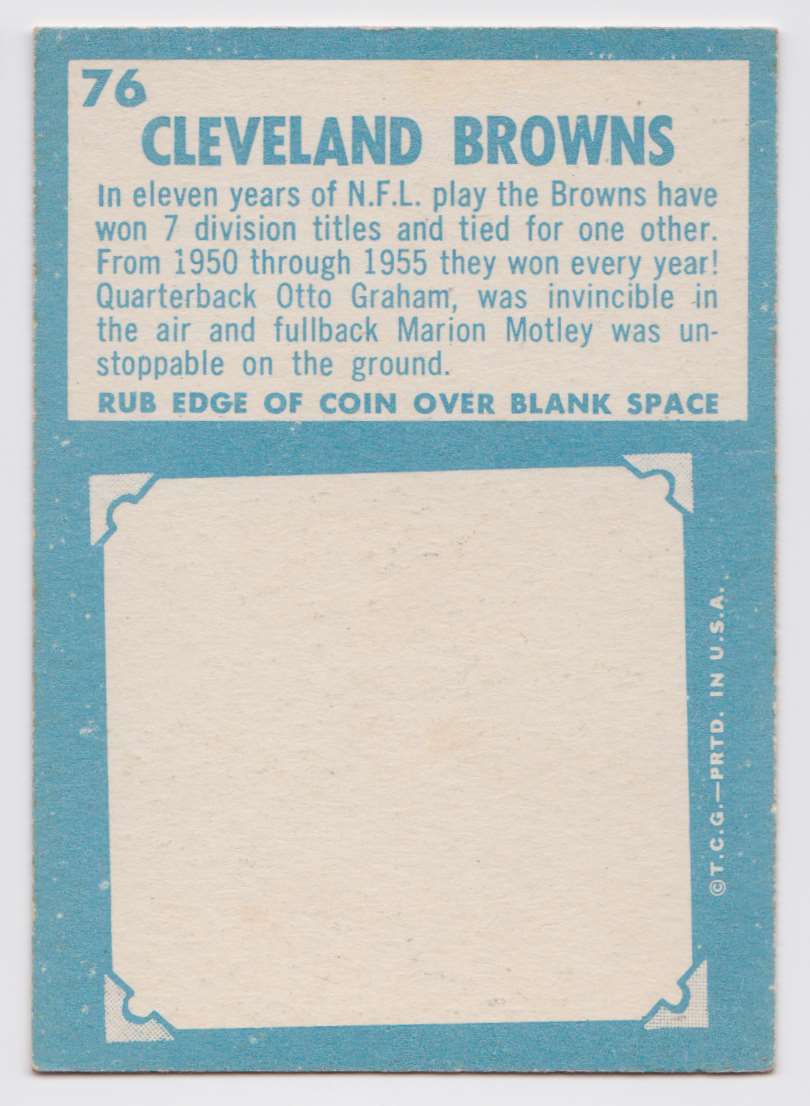 76
CLEVELAND BROWNS
In eleven years of N.F.L. play the Browns have
won 7 division titles and tied for one other.
From 1950 through 1955 they won every year!
Quarterback Otto Graham, was invincible in
the air and fullback Marion Motley was un-
stoppable on the ground.
RUB EDGE OF COIN OVER BLANK SPACE
©T.C.G.—PRTD. IN U.S.A.